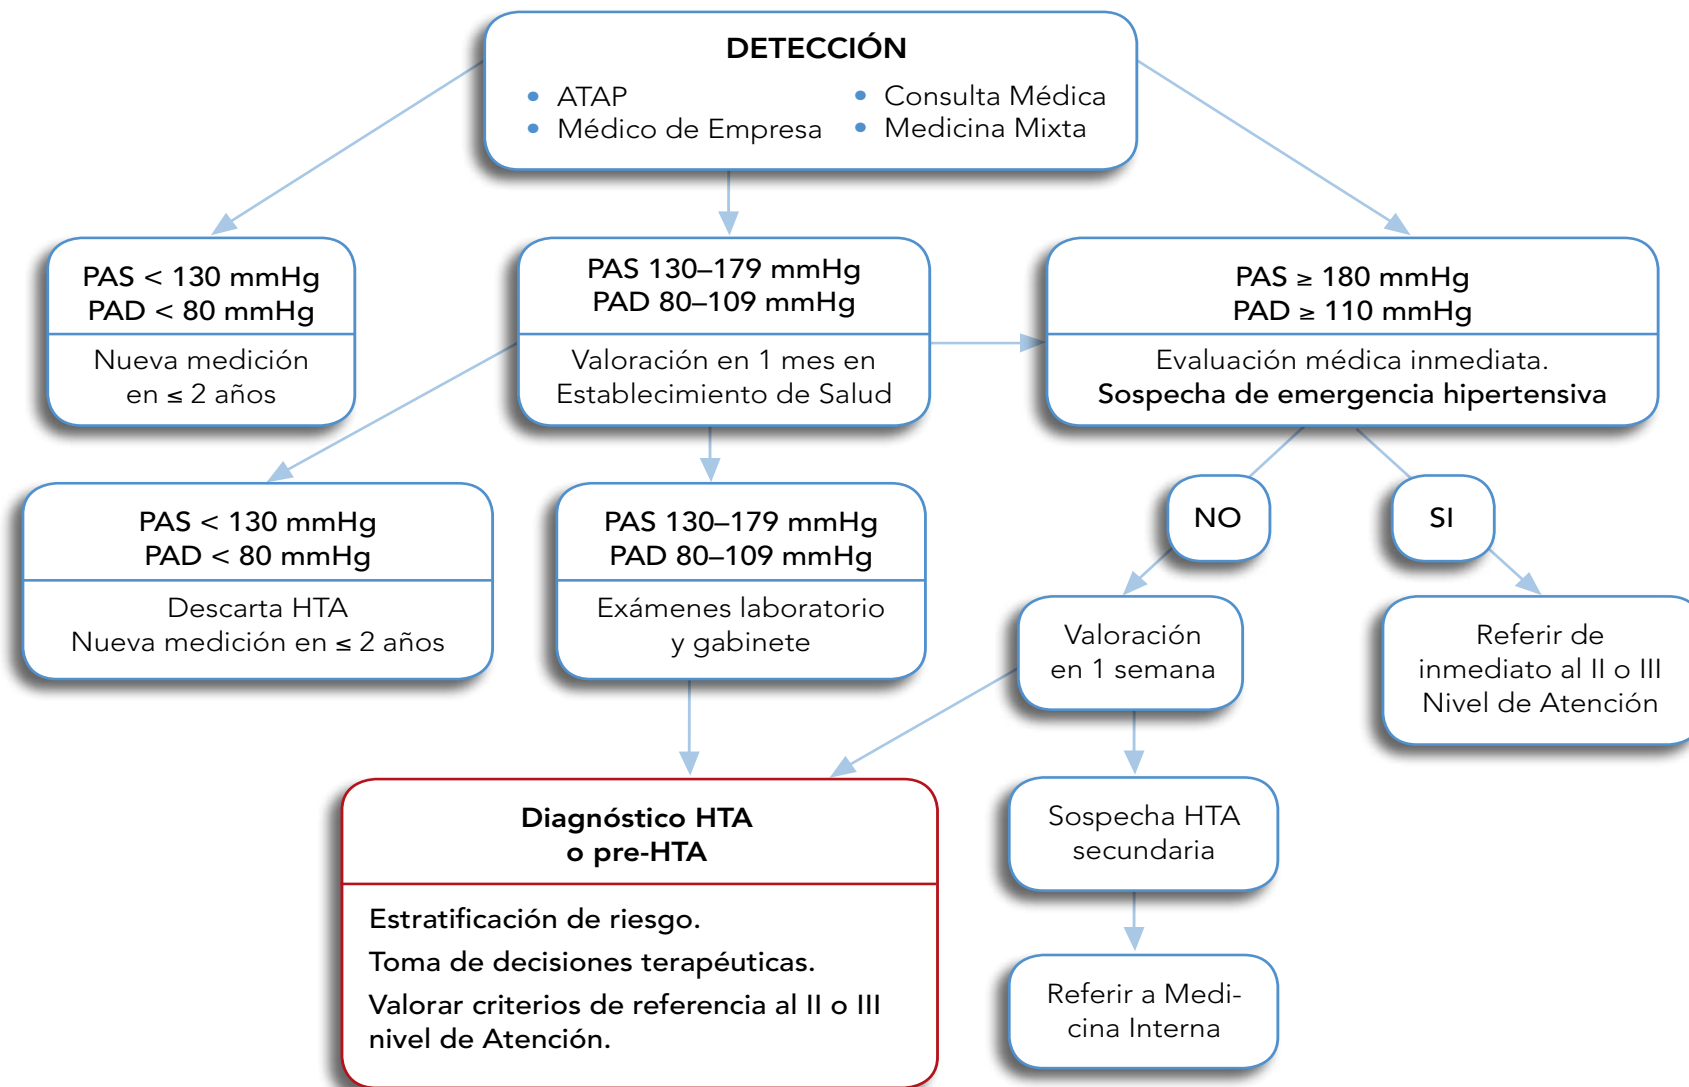 DETECCIÓN
• ATAP
• Médico de Empresa
• Consulta Médica
• Medicina Mixta
PAS < 130 mmHg
PAD < 80 mmHg
Nueva medición
en ≤ 2 años
PAS 130–179 mmHg
PAD 80–109 mmHg
Valoración en 1 mes en
Establecimiento de Salud
PAS ≥ 180 mmHg
PAD ≥ 110 mmHg
Evaluación médica inmediata.
Sospecha de emergencia hipertensiva
PAS < 130 mmHg
PAD < 80 mmHg
Descarta HTA
Nueva medición en ≤ 2 años
PAS 130–179 mmHg
PAD 80–109 mmHg
Exámenes laboratorio
y gabinete
NO
SI
Valoración
en 1 semana
Referir de
inmediato al II o III
Nivel de Atención
Diagnóstico HTA
o pre-HTA
Estratificación de riesgo.
Toma de decisiones terapéuticas.
Valorar criterios de referencia al II o III
nivel de Atención.
Sospecha HTA
secundaria
Referir a Medi-
cina Interna